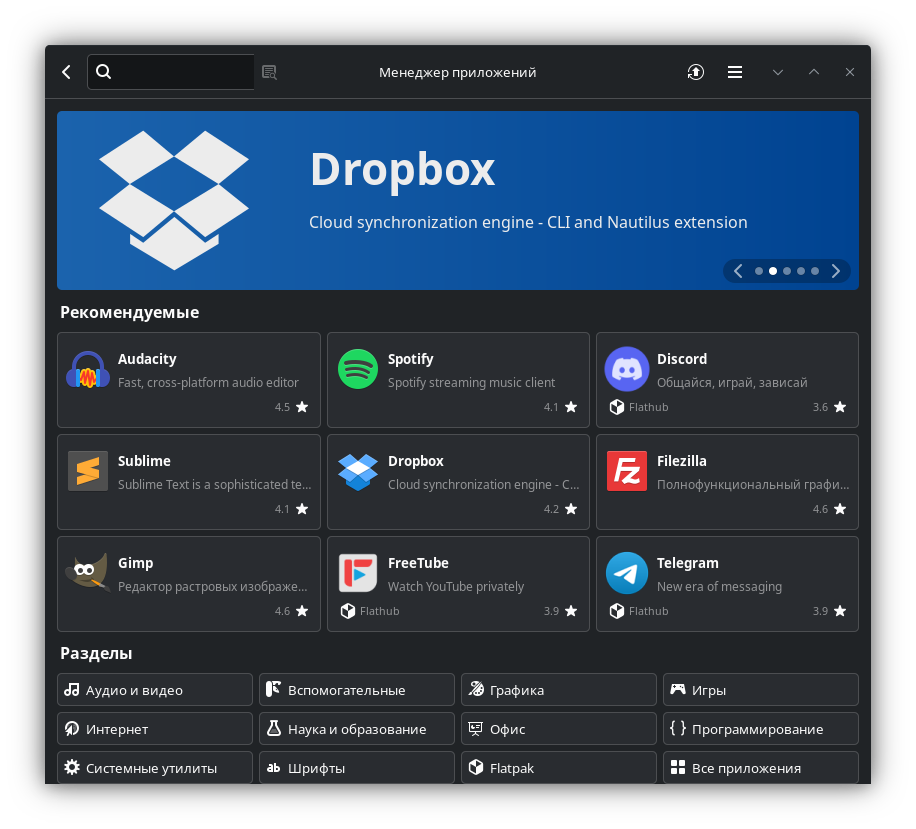 Менеджер приложений
Dropbox
Cloud synchronization engine - CLI and Nautilus extension
Рекомендуемые
Audacity
Fast, cross-platform audio editor
4.5
Spotify
Spotify streaming music client
4.1
Discord
Общайся, играй, зависай
Flathub 3.6
Sublime
Sublime Text is a sophisticated te...
4.1
Dropbox
Cloud synchronization engine - C...
4.2
Filezilla
Полнофункциональный графи...
4.6
Gimp
Редактор растровых изображе...
4.6
FreeTube
Watch YouTube privately
Flathub 3.9
Telegram
New era of messaging
Flathub 3.9
Разделы
Аудио и видео
Вспомогательные
Графика
Игры
Интернет
Наука и образование
Офис
Программирование
Системные утилиты
Шрифты
Flatpak
Все приложения